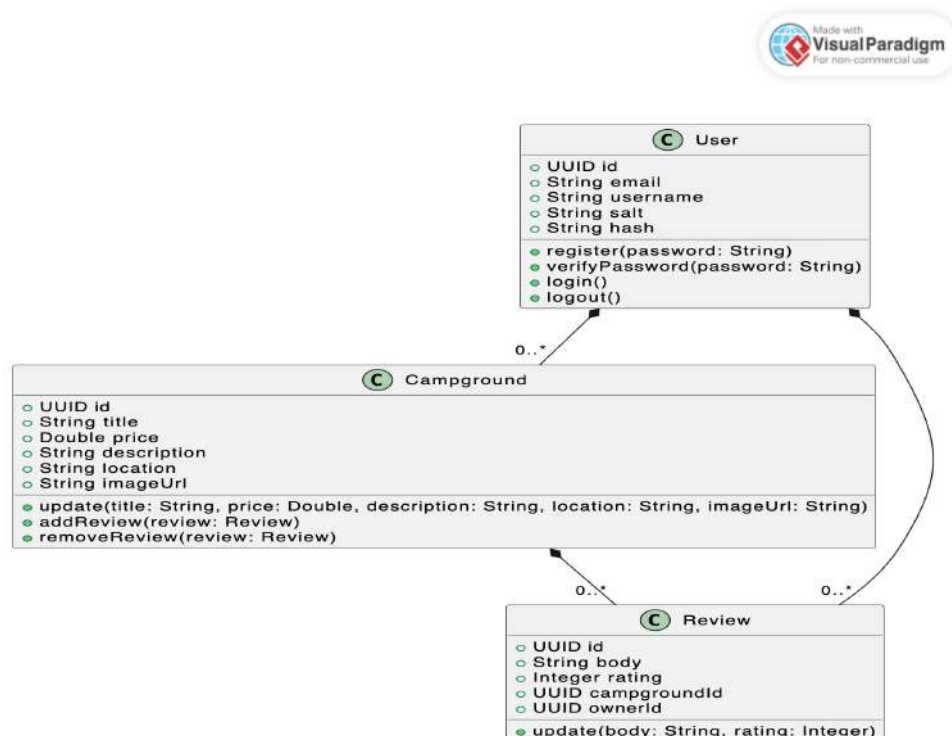 Made with
Visual Paradigm
For non-commercial use
C User
UUID id
String email
String username
String salt
String hash
register(password: String)
verifyPassword(password: String)
login()
logout()
0..*
C Campground
UUID id
String title
Double price
String description
String location
String imageUrl
update(title: String, price: Double, description: String, location: String, imageUrl: String)
addReview(review: Review)
removeReview(review: Review)
0..*
0..*
C Review
UUID id
String body
Integer rating
UUID campgroundId
UUID ownerId
update(body: String, rating: Integer)